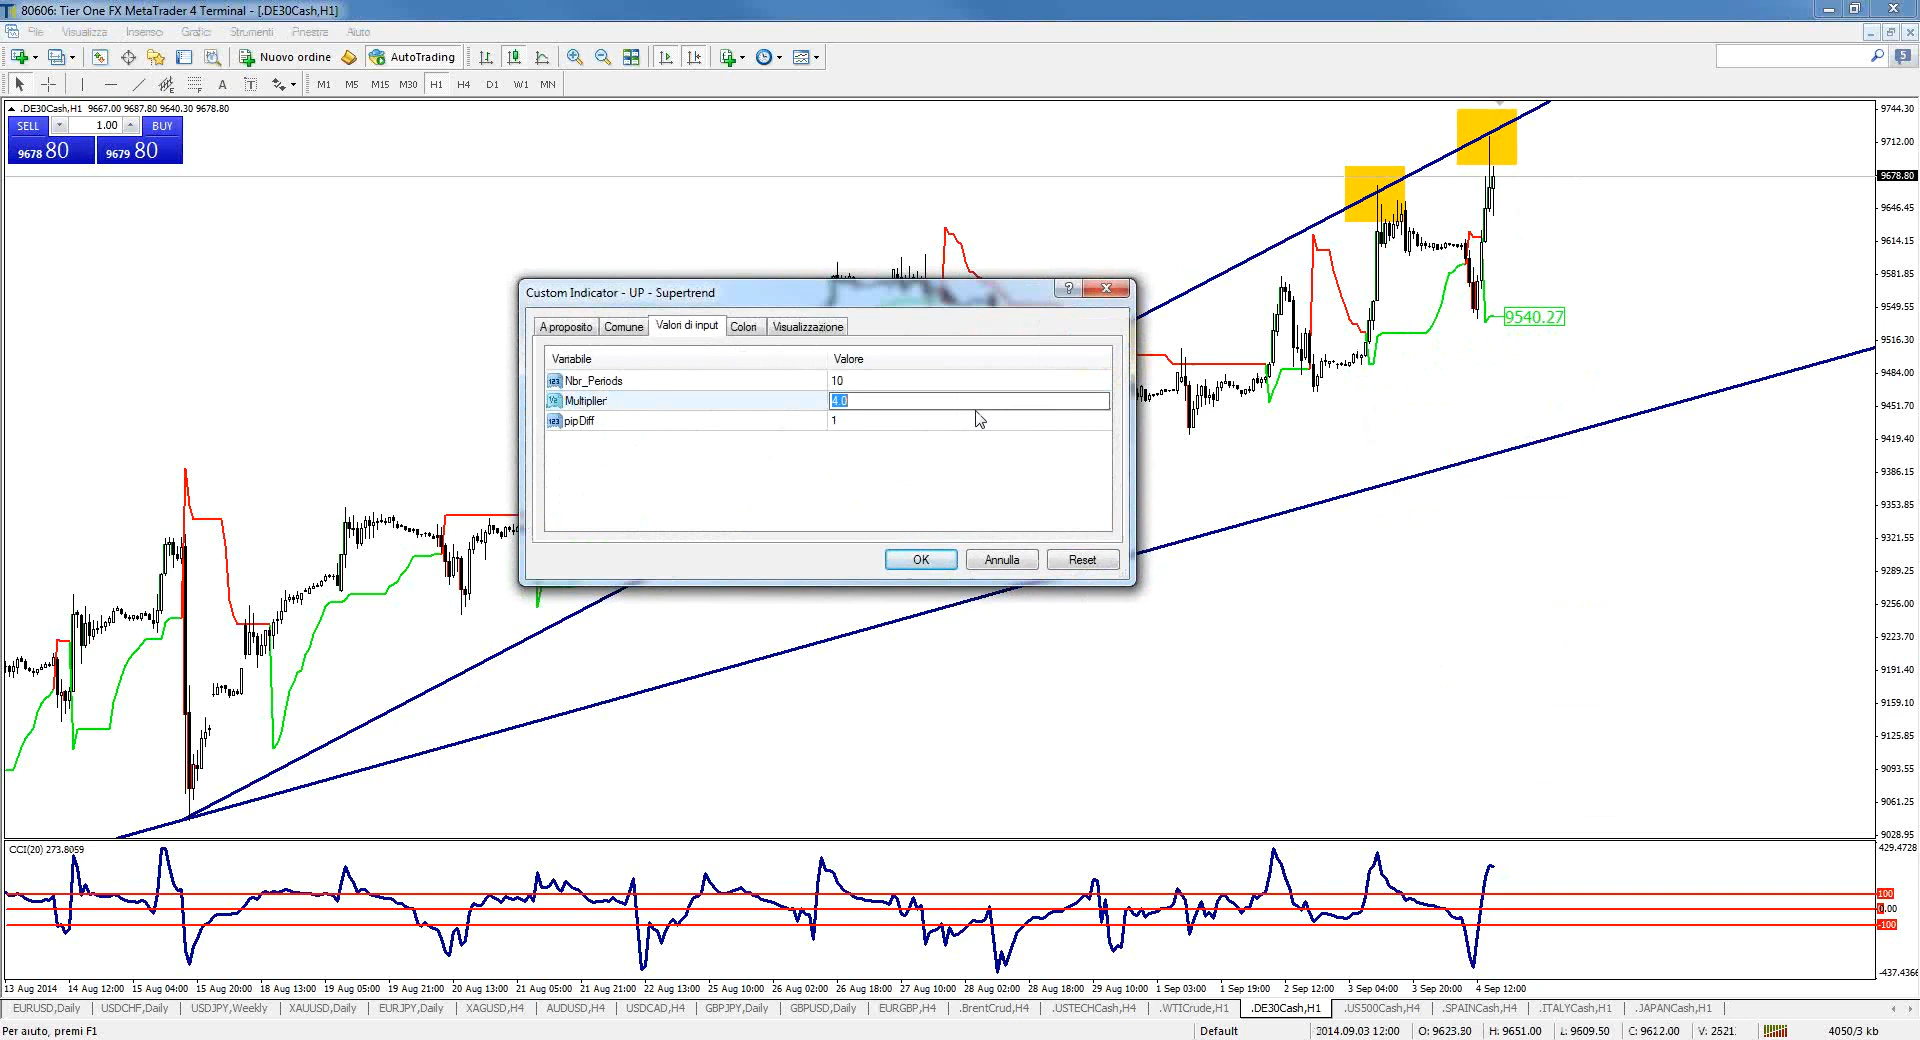 80606: Tier One FX MetaTrader 4 Terminal - [.DE30Cash,H1]
File Visualizza Inserisci Grafici Strumenti Finestra Aiuto
Nuovo ordine AutoTrading
M1 M5 M15 M30 H1 H4 D1 W1 MN
.DE30Cash,H1 9667.00 9687.80 9640.30 9678.80
SELL 1.00 BUY
9678 80 9679 80
9744.30
9712.00
9678.80
9646.45
9614.15
9581.85
9549.55
9516.30
9484.00
9451.70
9419.40
9386.15
9353.85
9321.55
9289.25
9256.00
9223.70
9191.40
9159.10
9125.85
9093.55
9061.25
9028.95
9540.27
Custom Indicator - UP - Supertrend
A proposito Comune Valori di input Colori Visualizzazione
Variabile Valore
Nbr_Periods 10
Multiplier 4.0
pipDiff 1
OK Annulla Reset
CCI(20) 273.8059
429.4728
100
0.00
-100
-437.4366
13 Aug 2014 14 Aug 12:00 15 Aug 04:00 15 Aug 20:00 18 Aug 13:00 19 Aug 05:00 19 Aug 21:00 20 Aug 13:00 21 Aug 05:00 21 Aug 21:00 22 Aug 13:00 25 Aug 10:00 26 Aug 02:00 26 Aug 18:00 27 Aug 10:00 28 Aug 02:00 28 Aug 18:00 29 Aug 10:00 1 Sep 03:00 1 Sep 19:00 2 Sep 12:00 3 Sep 04:00 3 Sep 20:00 4 Sep 12:00
EURUSD,Daily USDCHF,Daily USDJPY,Weekly XAUUSD,Daily EURJPY,Daily XAGUSD,H4 AUDUSD,H4 USDCAD,H4 GBPJPY,Daily GBPUSD,Daily EURGBP,H4 .BrentCrud,H4 .USTECHCash,H4 .WTICrude,H1 .DE30Cash,H1 .US500Cash,H4 .SPAINCash,H4 .ITALYCash,H1 .JAPANCash,H1
Per aiuto, premi F1 Default 2014.09.03 12:00 O: 9623.30 H: 9651.00 L: 9609.50 C: 9612.00 V: 2521 4050/3 kb